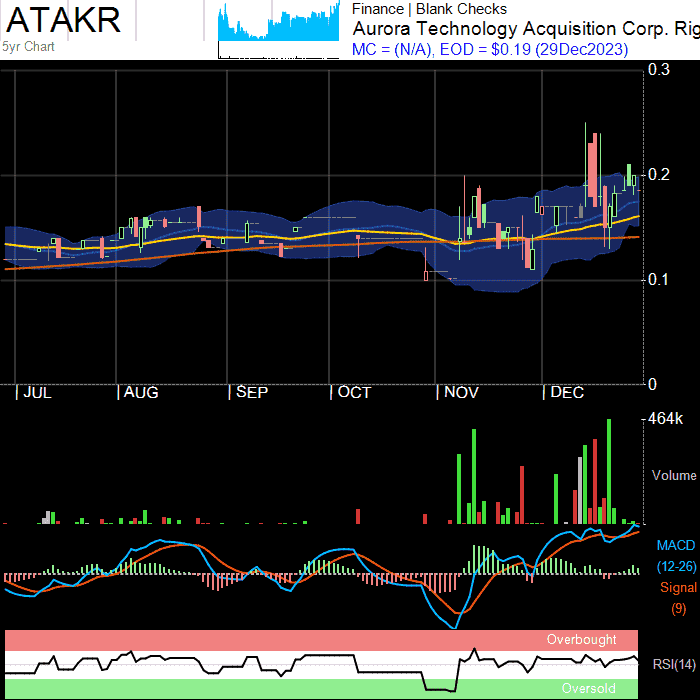 ATAKR
5yr Chart
Finance | Blank Checks
Aurora Technology Acquisition Corp. Rig
MC = (N/A), EOD = $0.19 (29Dec2023)
0.3
0.2
0.1
0
JUL AUG SEP OCT NOV DEC
464k
Volume
MACD
(12-26)
Signal
(9)
Overbought
RSI(14)
Oversold